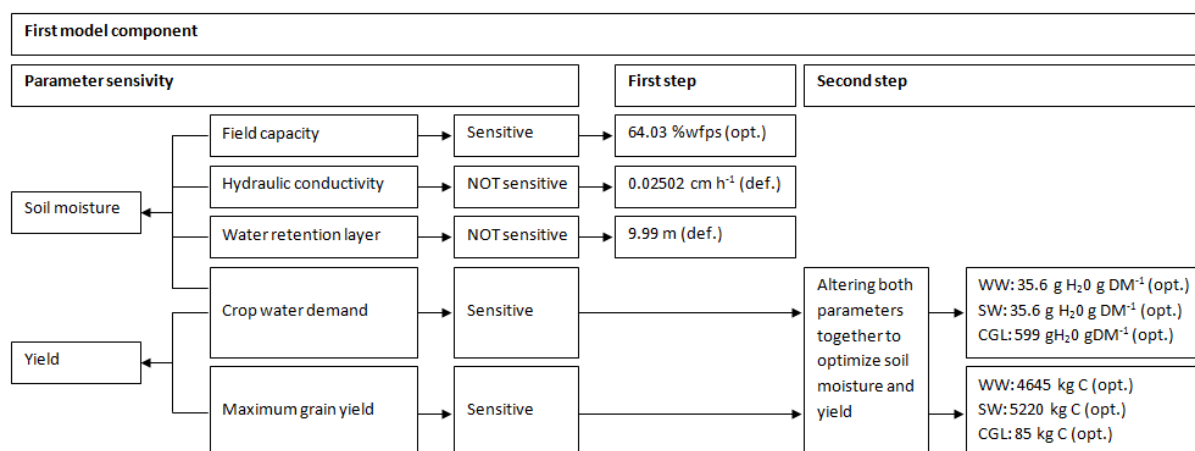 First model component
Parameter sensivity
First step
Second step
Field capacity
Sensitive
64.03 %wfps (opt.)
Hydraulic conductivity
NOT sensitive
0.02502 cm h⁻¹ (def.)
Soil moisture
Water retention layer
NOT sensitive
9.99 m (def.)
Crop water demand
Sensitive
Altering both
parameters
together to
optimize soil
moisture and
yield
WW: 35.6 g H₂0 g DM⁻¹ (opt.)
SW: 35.6 g H₂0 g DM⁻¹ (opt.)
CGL: 599 gH₂0 gDM⁻¹ (opt.)
Yield
Maximum grain yield
Sensitive
WW: 4645 kg C (opt.)
SW: 5220 kg C (opt.)
CGL: 85 kg C (opt.)